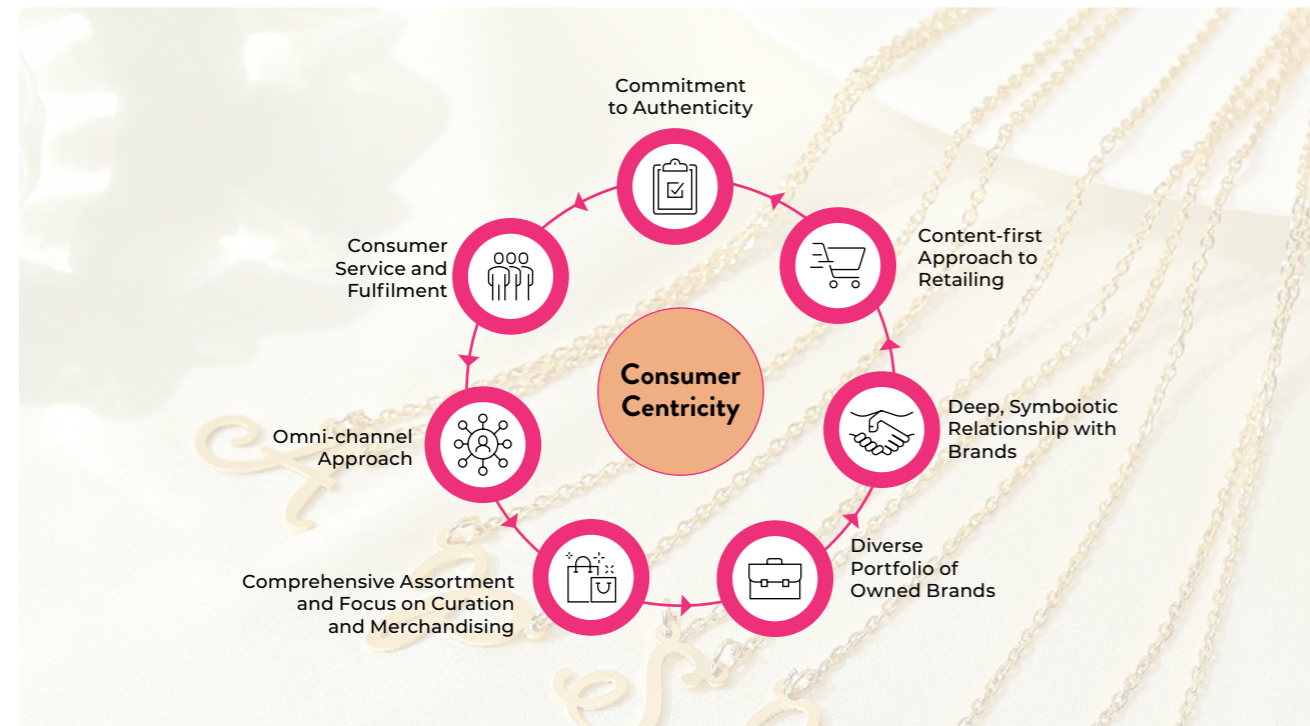 Commitment
to Authenticity
Consumer
Service and
Fulfilment
Content-first
Approach to
Retailing
Consumer
Centricity
Omni-channel
Approach
Deep, Symboiotic
Relationship with
Brands
Comprehensive Assortment
and Focus on Curation
and Merchandising
Diverse
Portfolio of
Owned Brands